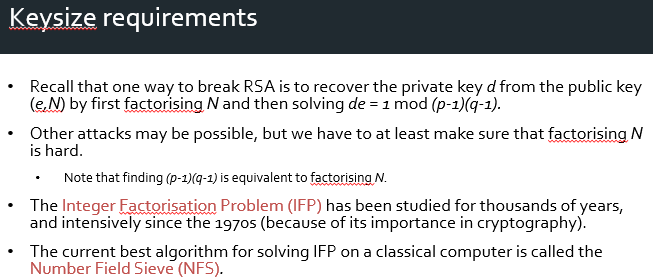 Keysize requirements
• Recall that one way to break RSA is to recover the private key d from the public key
(e,N) by first factorising N and then solving de = 1 mod (p-1)(q-1).
• Other attacks may be possible, but we have to at least make sure that factorising N
is hard.
• Note that finding (p-1)(q-1) is equivalent to factorising N.
• The Integer Factorisation Problem (IFP) has been studied for thousands of years,
and intensively since the 1970s (because of its importance in cryptography).
• The current best algorithm for solving IFP on a classical computer is called the
Number Field Sieve (NFS).